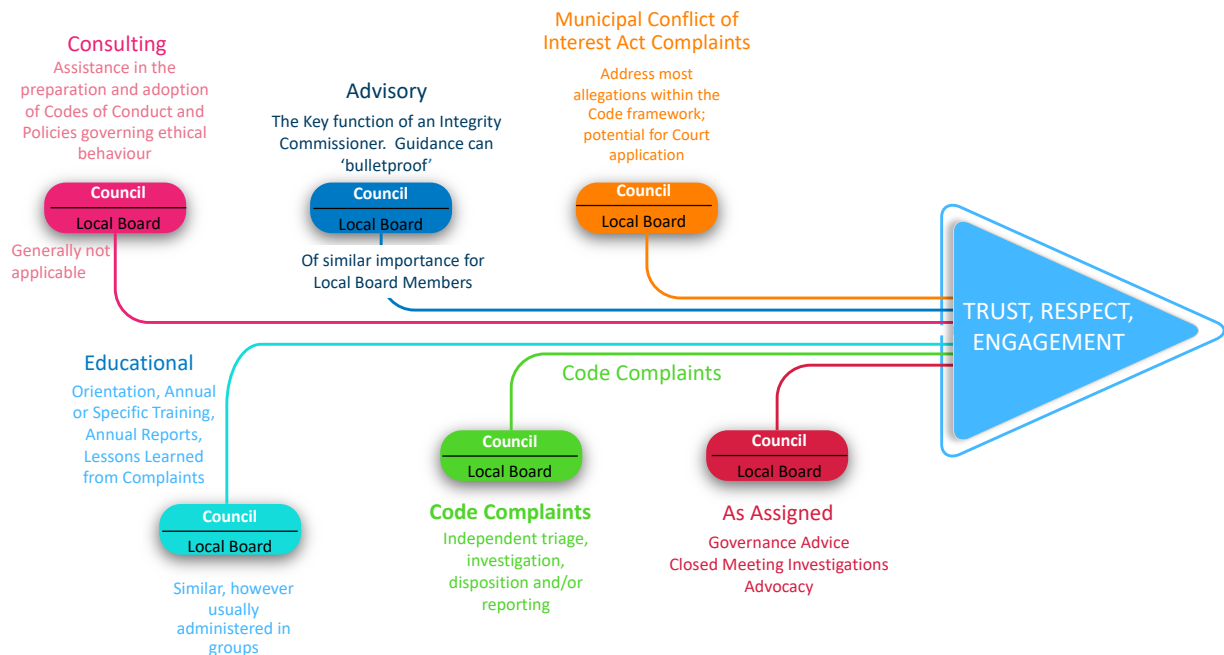 Consulting
Assistance in the
preparation and adoption
of Codes of Conduct and
Policies governing ethical
behaviour
Council
Local Board
Generally not
applicable
Advisory
The Key function of an Integrity
Commissioner.  Guidance can
‘bulletproof’
Council
Local Board
Of similar importance for
Local Board Members
Municipal Conflict of
Interest Act Complaints
Address most
allegations within the
Code framework;
potential for Court
application
Council
Local Board
TRUST, RESPECT,
ENGAGEMENT
Educational
Orientation, Annual
or Specific Training,
Annual Reports,
Lessons Learned
from Complaints
Council
Local Board
Similar, however
usually
administered in
groups
Code Complaints
Council
Local Board
Code Complaints
Independent triage,
investigation,
disposition and/or
reporting
Council
Local Board
As Assigned
Governance Advice
Closed Meeting Investigations
Advocacy